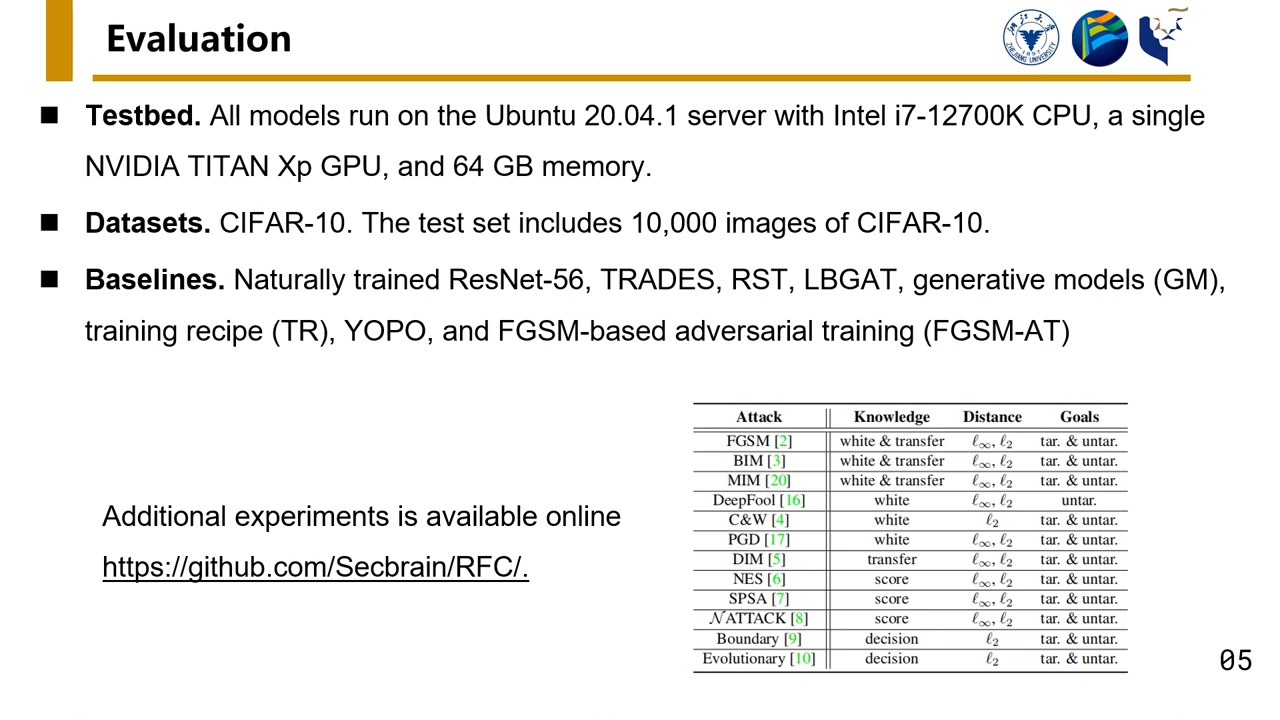 Evaluation
ZHEJIANG UNIVERSITY
1897
Testbed. All models run on the Ubuntu 20.04.1 server with Intel i7-12700K CPU, a single
NVIDIA TITAN Xp GPU, and 64 GB memory.
Datasets. CIFAR-10. The test set includes 10,000 images of CIFAR-10.
Baselines. Naturally trained ResNet-56, TRADES, RST, LBGAT, generative models (GM),
training recipe (TR), YOPO, and FGSM-based adversarial training (FGSM-AT)
Additional experiments is available online
https://github.com/Secbrain/RFC/.
Attack Knowledge Distance Goals
FGSM [2] white & transfer ℓ∞, ℓ2 tar. & untar.
BIM [3] white & transfer ℓ∞, ℓ2 tar. & untar.
MIM [20] white & transfer ℓ∞, ℓ2 tar. & untar.
DeepFool [16] white ℓ∞, ℓ2 untar.
C&W [4] white ℓ2 tar. & untar.
PGD [17] white ℓ∞, ℓ2 tar. & untar.
DIM [5] transfer ℓ∞, ℓ2 tar. & untar.
NES [6] score ℓ∞, ℓ2 tar. & untar.
SPSA [7] score ℓ∞, ℓ2 tar. & untar.
𝒩ATTACK [8] score ℓ∞, ℓ2 tar. & untar.
Boundary [9] decision ℓ2 tar. & untar.
Evolutionary [10] decision ℓ2 tar. & untar.
05